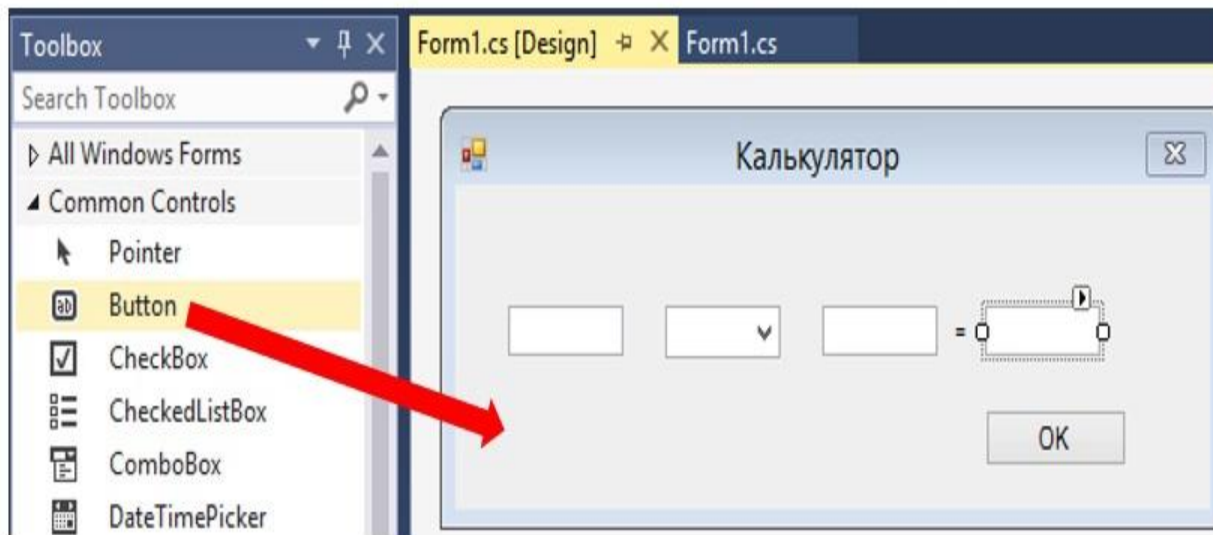 Toolbox
Search Toolbox
All Windows Forms
Common Controls
Pointer
ab Button
CheckBox
CheckedListBox
ComboBox
DateTimePicker
Form1.cs [Design]
Form1.cs
Калькулятор
=
OK